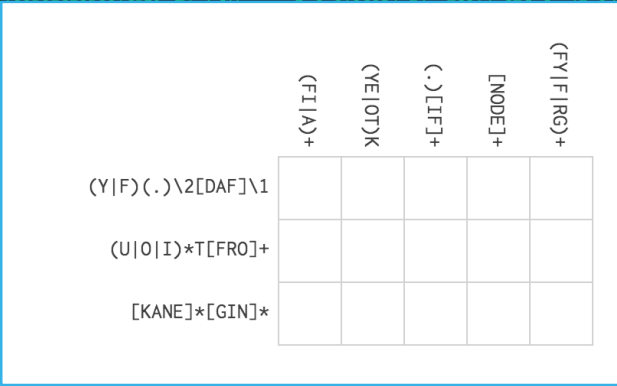 (FI|A)+
(YE|OT)K
(.)[IF]+
[NODE]+
(FY|F|RG)+
(Y|F)(.)\2[DAF]\1
(U|O|I)*T[FRO]+
[KANE]*[GIN]*